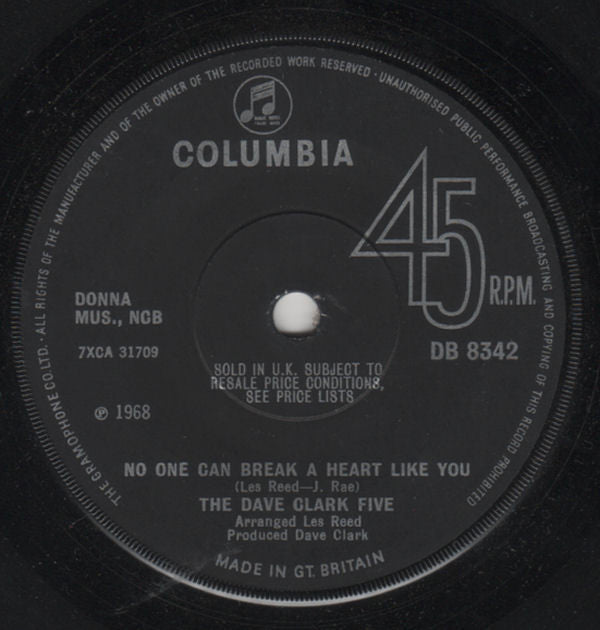 THE GRAMOPHONE CO. LTD. · ALL RIGHTS OF THE MANUFACTURER AND OF THE OWNER OF THE RECORDED WORK RESERVED · UNAUTHORISED PUBLIC PERFORMANCE BROADCASTING AND COPYING OF THIS RECORD PROHIBITED
COLUMBIA
45 R.P.M.
DONNA
MUS., NCB
7XCA 31709
DB 8342
SOLD IN U.K. SUBJECT TO
RESALE PRICE CONDITIONS,
SEE PRICE LISTS
℗ 1968
NO ONE CAN BREAK A HEART LIKE YOU
(Les Reed—J. Rae)
THE DAVE CLARK FIVE
Arranged Les Reed
Produced Dave Clark
MADE IN GT. BRITAIN